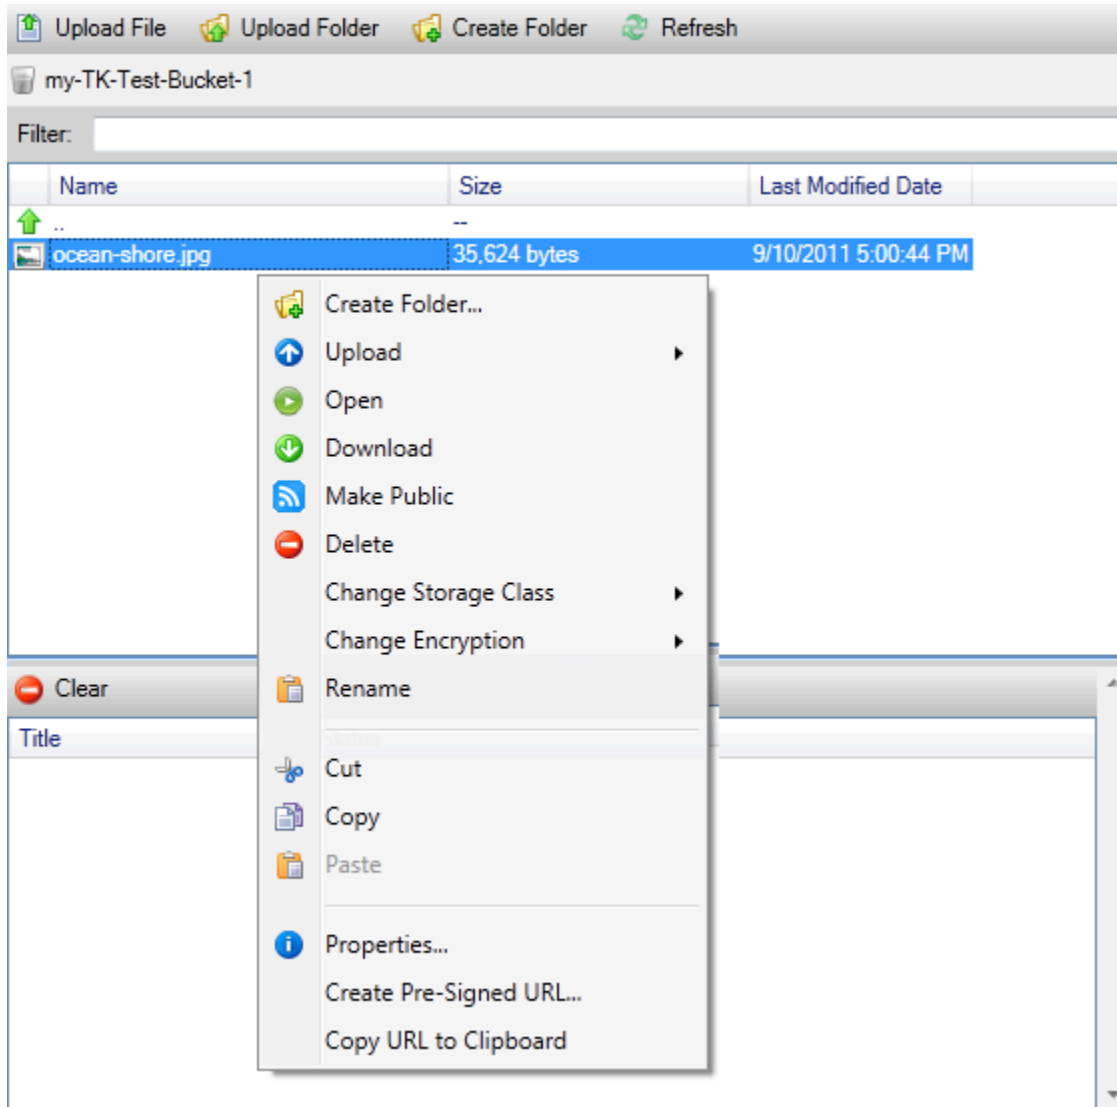 Upload File Upload Folder Create Folder Refresh
my-TK-Test-Bucket-1
Filter:
Name Size Last Modified Date
.. --
ocean-shore.jpg 35,624 bytes 9/10/2011 5:00:44 PM
Create Folder...
Upload
Open
Download
Make Public
Delete
Change Storage Class
Change Encryption
Clear Rename
Title
Cut
Copy
Paste
Properties...
Create Pre-Signed URL...
Copy URL to Clipboard